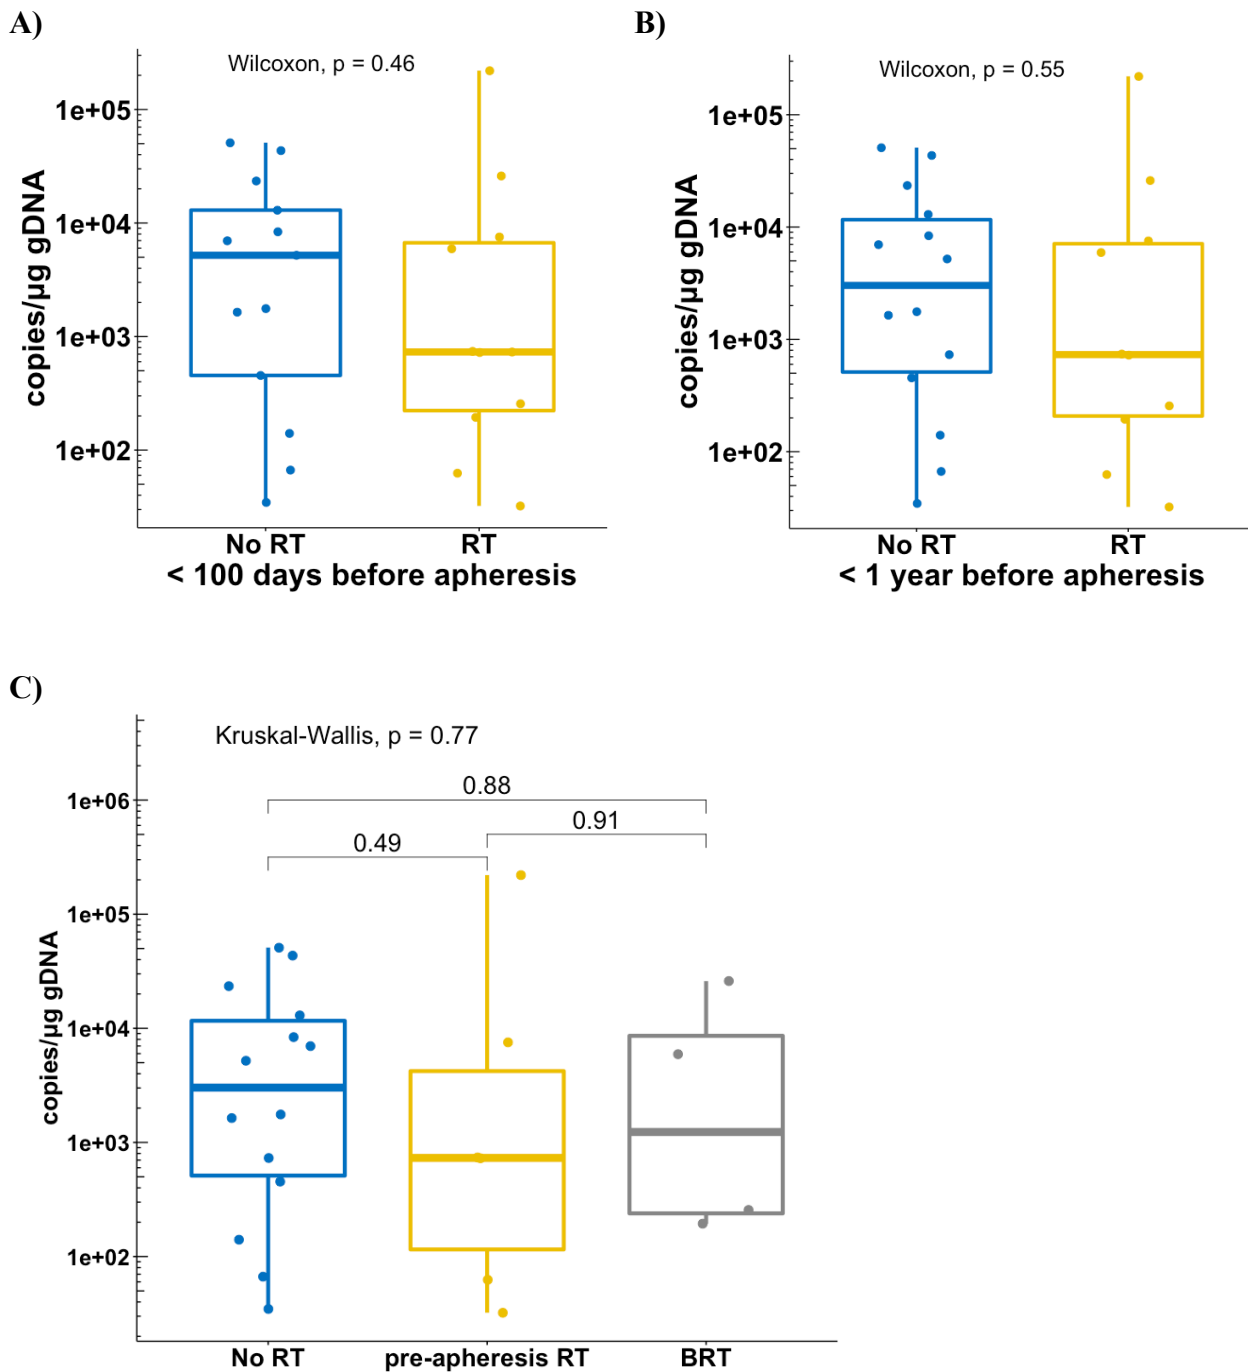 A)
Wilcoxon, p = 0.46
1e+05
1e+04
1e+03
1e+02
copies/µg gDNA
No RT
RT
< 100 days before apheresis
B)
Wilcoxon, p = 0.55
1e+05
1e+04
1e+03
1e+02
copies/µg gDNA
No RT
RT
< 1 year before apheresis
C)
Kruskal-Wallis, p = 0.77
0.88
0.91
0.49
1e+06
1e+05
1e+04
1e+03
1e+02
copies/µg gDNA
No RT
pre-apheresis RT
BRT